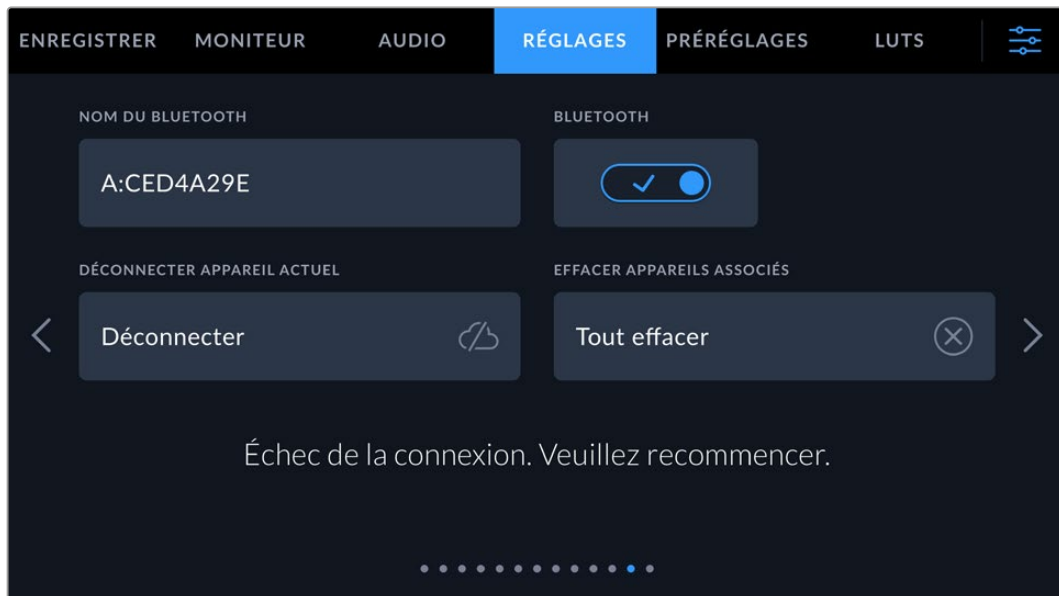 ENREGISTRER MONITEUR AUDIO RÉGLAGES PRÉRÉGLAGES LUTS
NOM DU BLUETOOTH BLUETOOTH
A:CED4A29E
DÉCONNECTER APPAREIL ACTUEL EFFACER APPAREILS ASSOCIÉS
Déconnecter Tout effacer
Échec de la connexion. Veuillez recommencer.